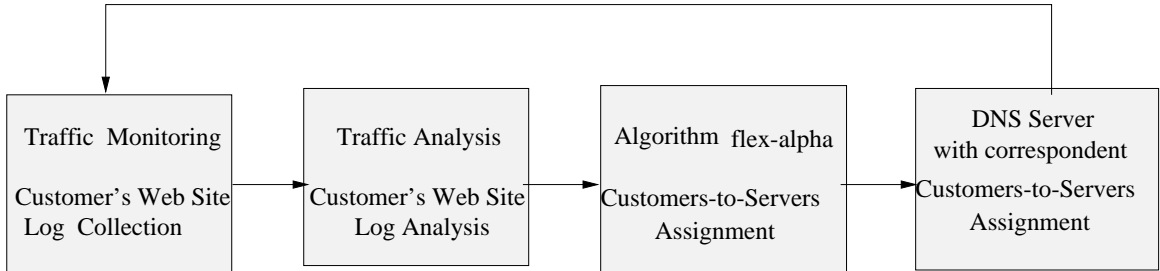 Traffic Monitoring
Customer's Web Site
Log Collection
Traffic Analysis
Customer's Web Site
Log Analysis
Algorithm flex-alpha
Customers-to-Servers
Assignment
DNS Server
with correspondent
Customers-to-Servers
Assignment